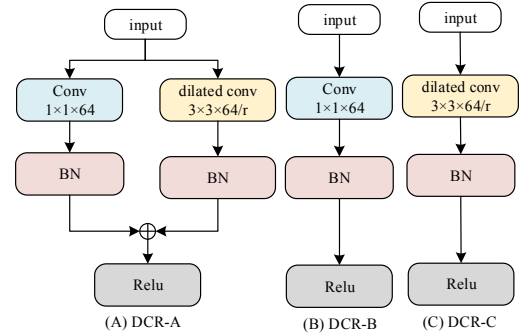 input
Conv
1×1×64
dilated conv
3×3×64/r
BN
BN
Relu
(A) DCR-A
input
Conv
1×1×64
BN
Relu
(B) DCR-B
input
dilated conv
3×3×64/r
BN
Relu
(C) DCR-C